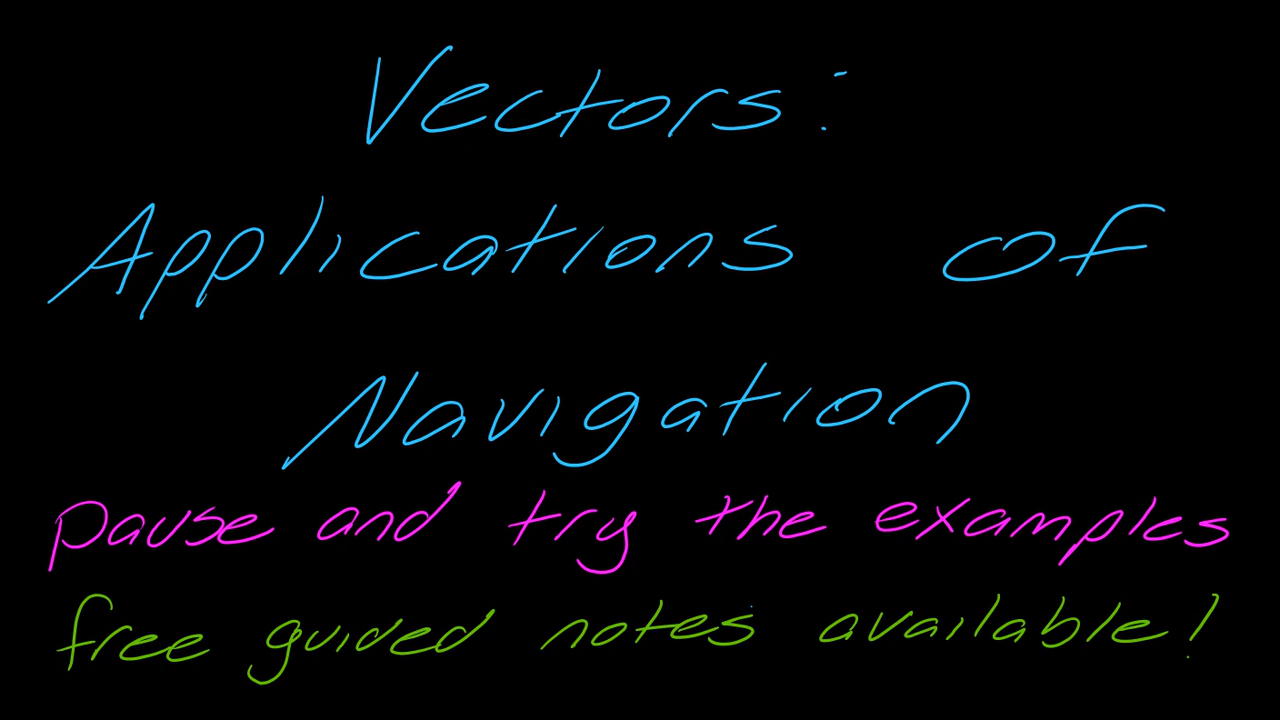 Vectors:
Applications of
Navigation
pause and try the examples
free guided notes available!